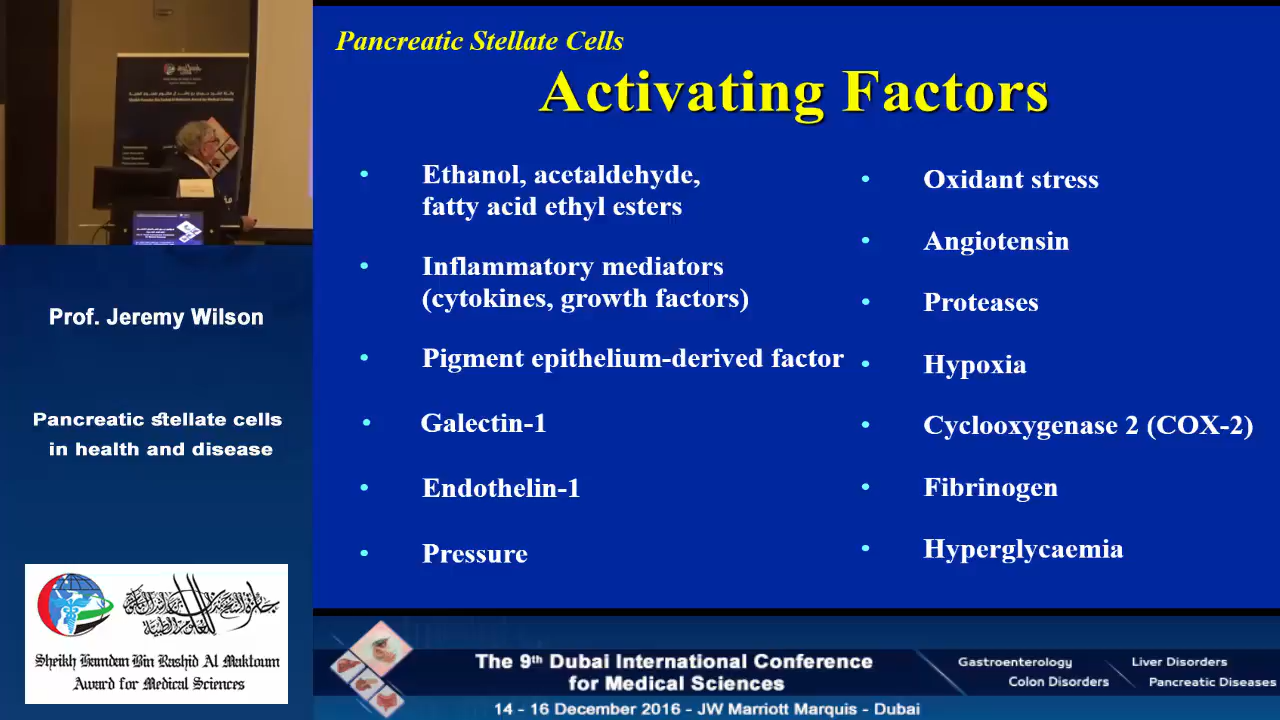 Pancreatic Stellate Cells
Activating Factors
• Ethanol, acetaldehyde,
fatty acid ethyl esters
• Inflammatory mediators
(cytokines, growth factors)
• Pigment epithelium-derived factor
• Galectin-1
• Endothelin-1
• Pressure
• Oxidant stress
• Angiotensin
• Proteases
• Hypoxia
• Cyclooxygenase 2 (COX-2)
• Fibrinogen
• Hyperglycaemia
Prof. Jeremy Wilson
Pancreatic stellate cells
in health and disease
Sheikh Hamdan Bin Rashid Al Maktoum
Award for Medical Sciences
The 9th Dubai International Conference
for Medical Sciences
14 - 16 December 2016 - JW Marriott Marquis - Dubai
Gastroenterology
Liver Disorders
Colon Disorders
Pancreatic Diseases